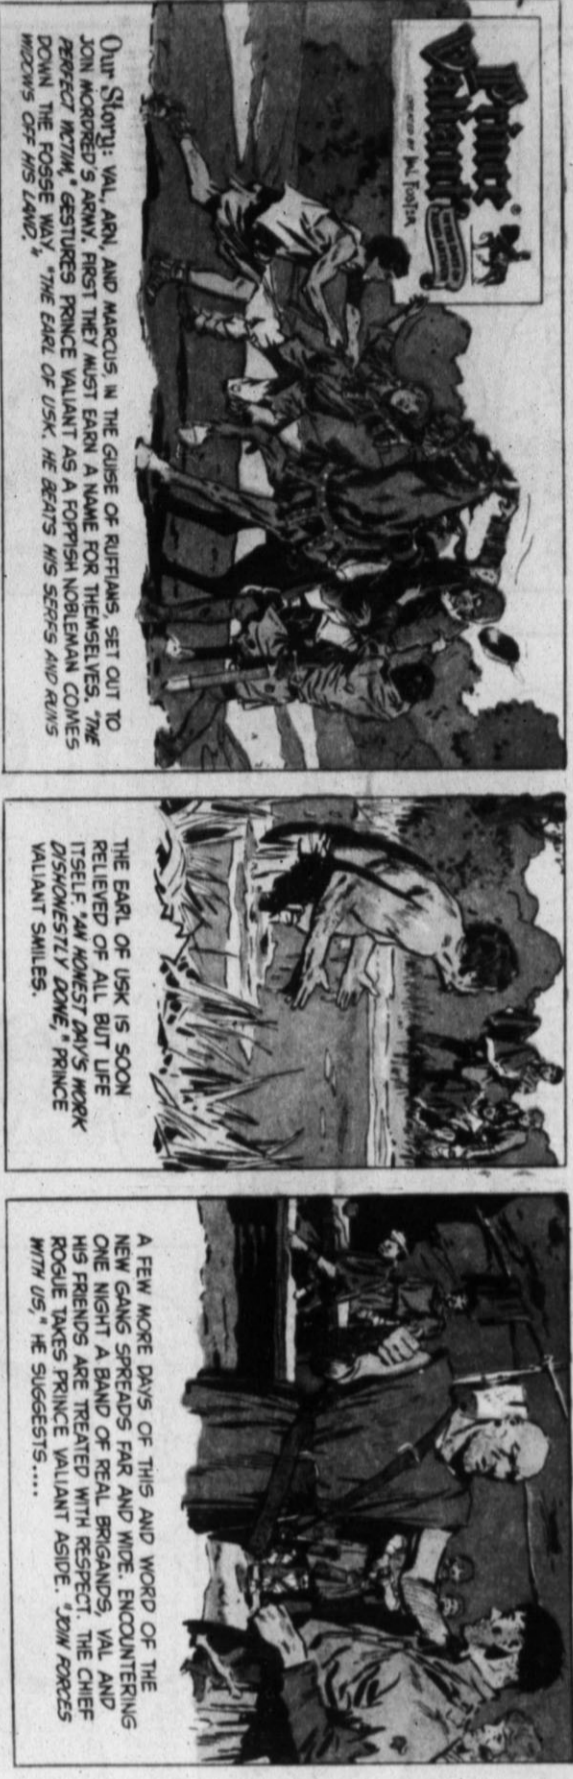 Prince
Valiant
CREATED BY HAL FOSTER
Our Story: VAL, ARN, AND MARCUS, IN THE GUISE OF RUFFIANS, SET OUT TO
JOIN MORDRED'S ARMY. FIRST THEY MUST EARN A NAME FOR THEMSELVES. "THE
PERFECT VICTIM," GESTURES PRINCE VALIANT AS A FOPPISH NOBLEMAN COMES
DOWN THE FOSSE WAY, "THE EARL OF USK. HE BEATS HIS SERFS AND RUNS
WIDOWS OFF HIS LAND."
THE EARL OF USK IS SOON
RELIEVED OF ALL BUT LIFE
ITSELF. "AN HONEST DAY'S WORK
DISHONESTLY DONE," PRINCE
VALIANT SMILES.
A FEW MORE DAYS OF THIS AND WORD OF THE
NEW GANG SPREADS FAR AND WIDE. ENCOUNTERING
ONE NIGHT A BAND OF REAL BRIGANDS, VAL AND
HIS FRIENDS ARE TREATED WITH RESPECT. THE CHIEF
ROGUE TAKES PRINCE VALIANT ASIDE. "JOIN FORCES
WITH US," HE SUGGESTS....